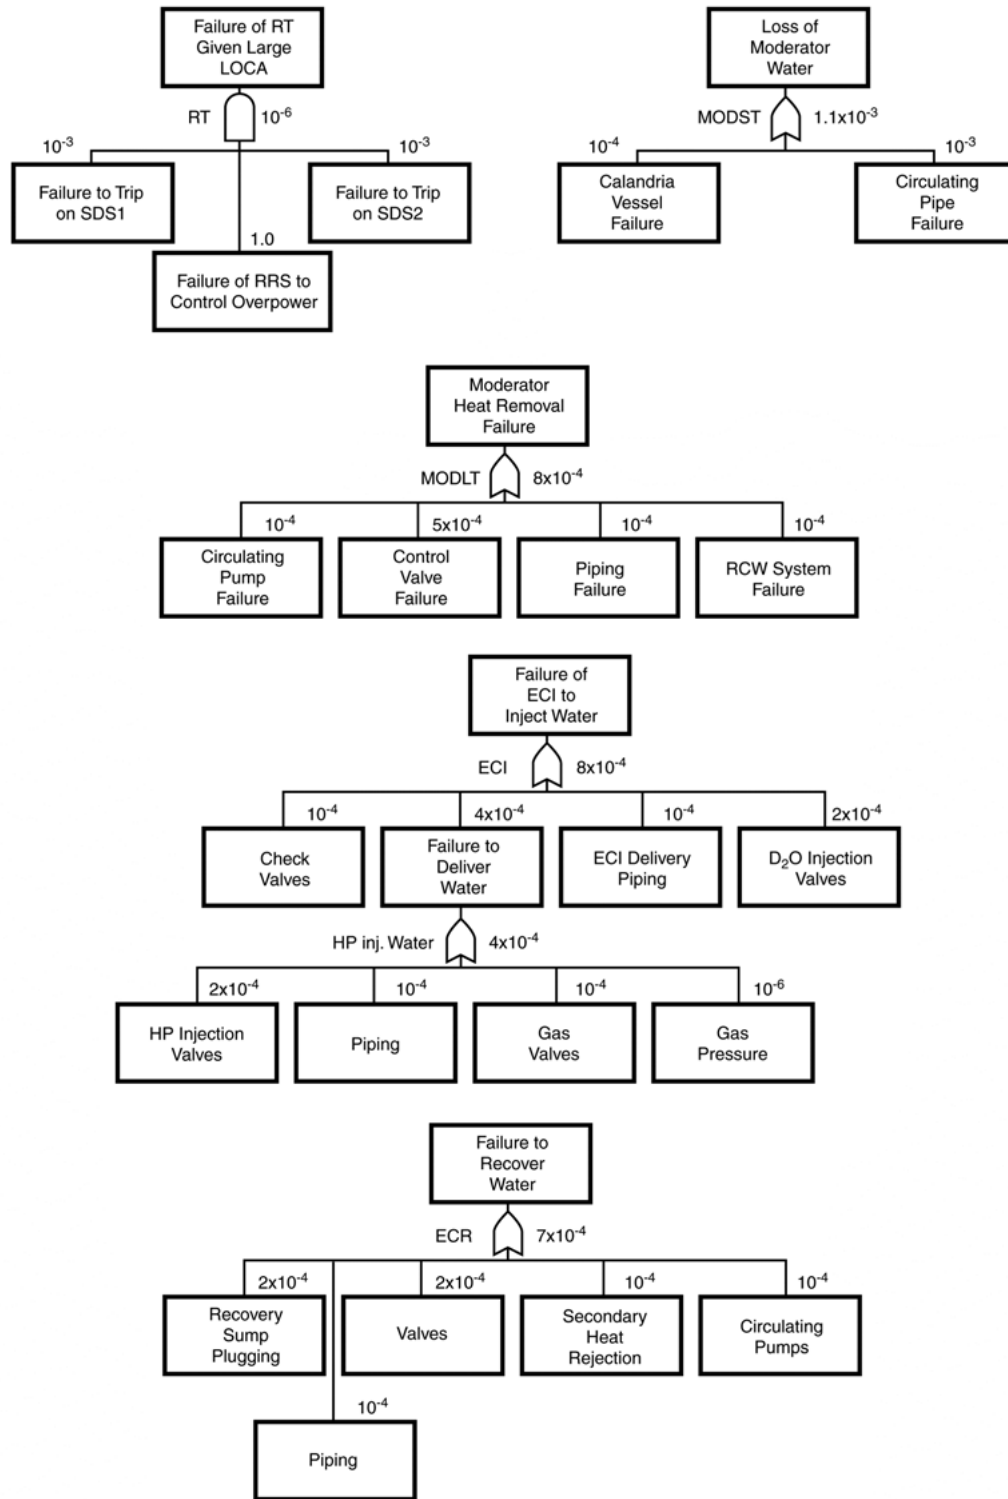 Failure of RT
Given Large
LOCA
RT
10⁻⁶
10⁻³
10⁻³
Failure to Trip
on SDS1
Failure to Trip
on SDS2
1.0
Failure of RRS to
Control Overpower
Loss of
Moderator
Water
MODST
1.1x10⁻³
10⁻⁴
10⁻³
Calandria
Vessel
Failure
Circulating
Pipe
Failure
Moderator
Heat Removal
Failure
MODLT
8x10⁻⁴
10⁻⁴
5x10⁻⁴
10⁻⁴
10⁻⁴
Circulating
Pump
Failure
Control
Valve
Failure
Piping
Failure
RCW System
Failure
Failure of
ECI to
Inject Water
ECI
8x10⁻⁴
10⁻⁴
4x10⁻⁴
10⁻⁴
2x10⁻⁴
Check
Valves
Failure to
Deliver
Water
ECI Delivery
Piping
D₂O Injection
Valves
HP inj. Water
4x10⁻⁴
2x10⁻⁴
10⁻⁴
10⁻⁴
10⁻⁶
HP Injection
Valves
Piping
Gas
Valves
Gas
Pressure
Failure to
Recover
Water
ECR
7x10⁻⁴
2x10⁻⁴
2x10⁻⁴
10⁻⁴
10⁻⁴
Recovery
Sump
Plugging
Valves
Secondary
Heat
Rejection
Circulating
Pumps
10⁻⁴
Piping